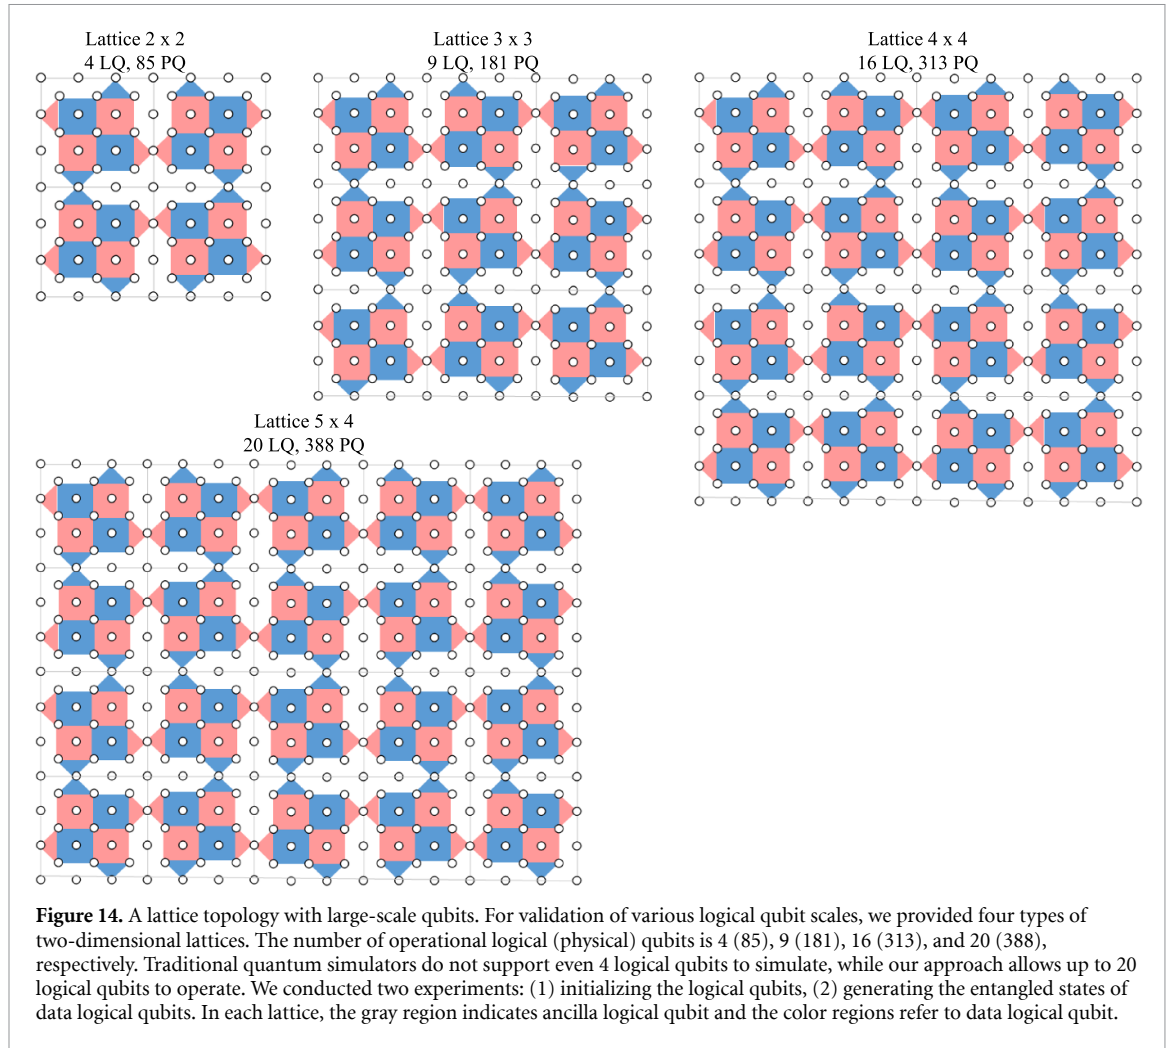 Lattice 2 x 2
4 LQ, 85 PQ
Lattice 3 x 3
9 LQ, 181 PQ
Lattice 4 x 4
16 LQ, 313 PQ
Lattice 5 x 4
20 LQ, 388 PQ
Figure 14. A lattice topology with large-scale qubits. For validation of various logical qubit scales, we provided four types of
two-dimensional lattices. The number of operational logical (physical) qubits is 4 (85), 9 (181), 16 (313), and 20 (388),
respectively. Traditional quantum simulators do not support even 4 logical qubits to simulate, while our approach allows up to 20
logical qubits to operate. We conducted two experiments: (1) initializing the logical qubits, (2) generating the entangled states of
data logical qubits. In each lattice, the gray region indicates ancilla logical qubit and the color regions refer to data logical qubit.